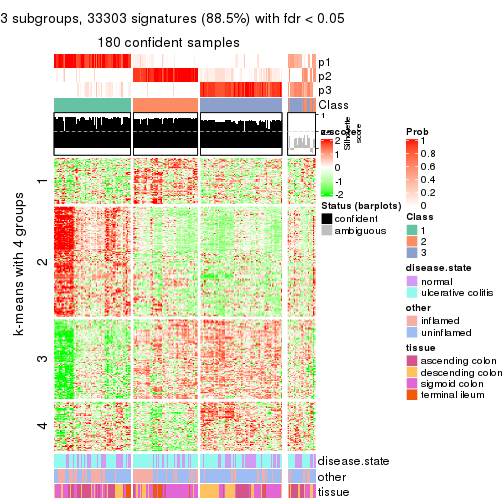 3 subgroups, 33303 signatures (88.5%) with fdr < 0.05
180 confident samples
p1
p2
p3
Class
1
Silhouette
score
z-score
2
1
0
-1
-2
Status (barplots)
confident
ambiguous
Prob
1
0.8
0.6
0.4
0.2
0
Class
1
2
3
disease.state
normal
ulcerative colitis
other
inflamed
uninflamed
tissue
ascending colon
descending colon
sigmoid colon
terminal ileum
k-means with 4 groups
1
2
3
4
disease.state
other
tissue